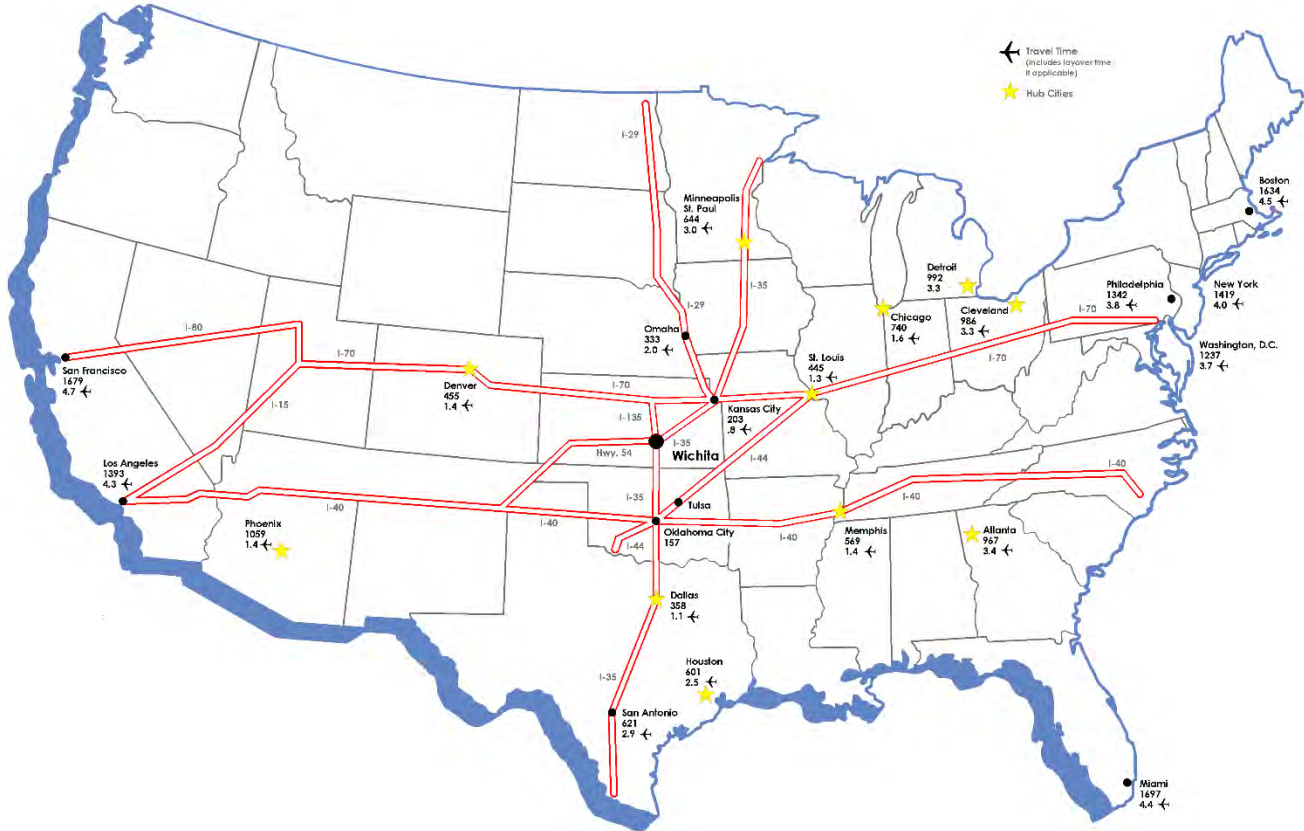 Travel Time
(includes layover time
if applicable)
Hub Cities
I-29
Minneapolis
St. Paul
644
3.0
Boston
1634
4.5
I-35
Detroit
992
3.3
Philadelphia
1342
3.8
New York
1419
4.0
I-29
Chicago
740
1.6
Cleveland
986
3.3
I-70
I-80
Omaha
333
2.0
San Francisco
1679
4.7
I-70
St. Louis
445
1.3
I-70
Washington, D.C.
1237
3.7
Denver
455
1.4
I-70
I-15
I-135
Kansas City
203
.8
I-35
Hwy. 54
Wichita
I-44
Los Angeles
1393
4.3
I-40
I-35
Tulsa
I-40
I-40
I-40
Phoenix
1059
1.4
Oklahoma City
157
I-44
I-40
Memphis
569
1.4
Atlanta
967
3.4
Dallas
358
1.1
Houston
601
2.5
I-35
San Antonio
621
2.9
Miami
1697
4.4